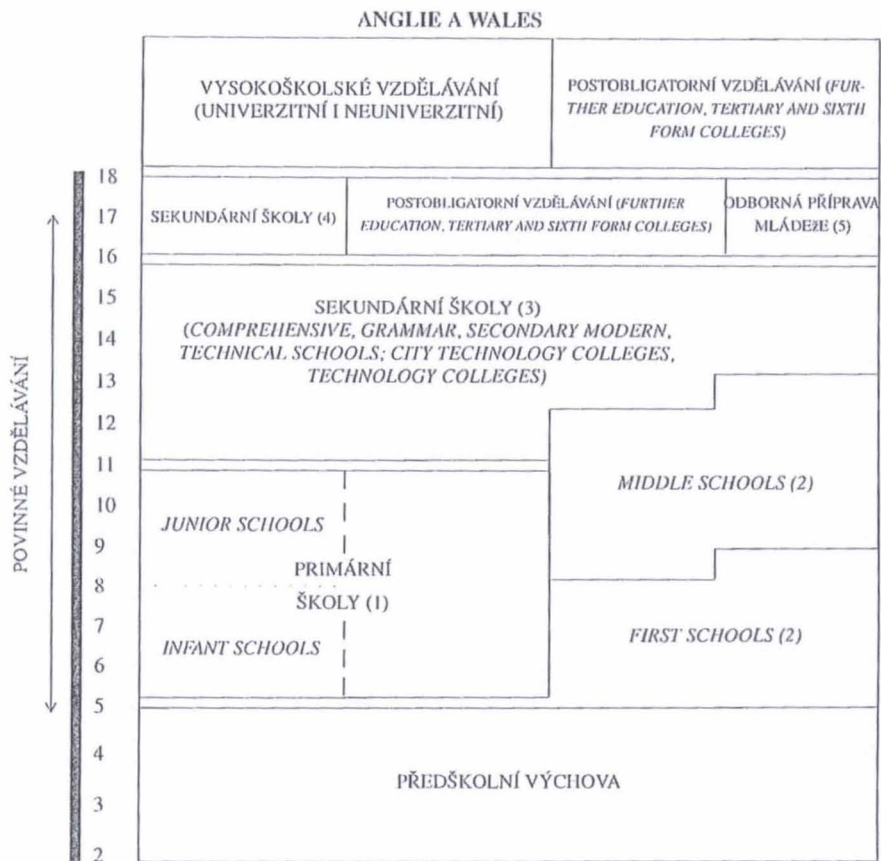 ANGLIE A WALES
VYSOKOŠKOLSKÉ VZDĚLÁVÁNÍ
(UNIVERZITNÍ I NEUNIVERZITNÍ)
POSTOBLIGATORNÍ VZDĚLÁVÁNÍ (FUR-
THER EDUCATION, TERTIARY AND SIXTH
FORM COLLEGES)
18
17
16
15
14
13
12
11
10
9
8
7
6
5
4
3
2
POVINNÉ VZDĚLÁVÁNÍ
SEKUNDÁRNÍ ŠKOLY (4)
POSTOBLIGATORNÍ VZDĚLÁVÁNÍ (FURTHER
EDUCATION, TERTIARY AND SIXTH FORM COLLEGES)
ODBORNÁ PŘÍPRAVA
MLÁDEžE (5)
SEKUNDÁRNÍ ŠKOLY (3)
(COMPREHENSIVE, GRAMMAR, SECONDARY MODERN,
TECHNICAL SCHOOLS; CITY TECHNOLOGY COLLEGES,
TECHNOLOGY COLLEGES)
MIDDLE SCHOOLS (2)
JUNIOR SCHOOLS
PRIMÁRNÍ
ŠKOLY (1)
INFANT SCHOOLS
FIRST SCHOOLS (2)
PŘEDŠKOLNÍ VÝCHOVA